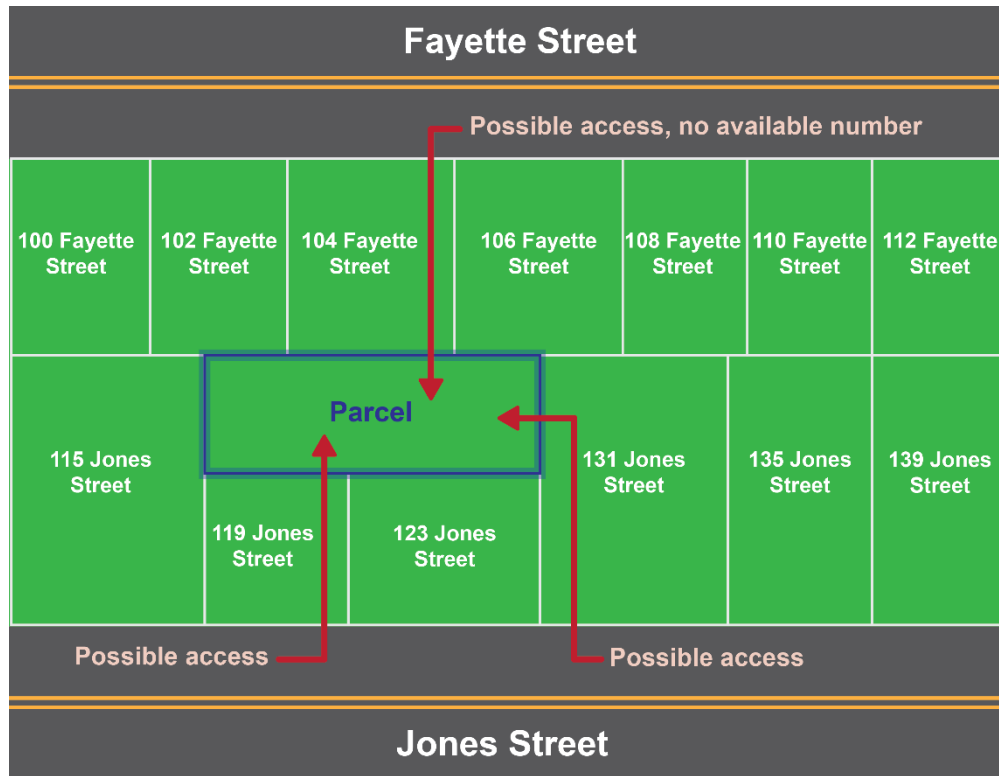 Fayette Street
Possible access, no available number
100 Fayette
Street
102 Fayette
Street
104 Fayette
Street
106 Fayette
Street
108 Fayette
Street
110 Fayette
Street
112 Fayette
Street
Parcel
115 Jones
Street
119 Jones
Street
123 Jones
Street
131 Jones
Street
135 Jones
Street
139 Jones
Street
Possible access
Possible access
Jones Street